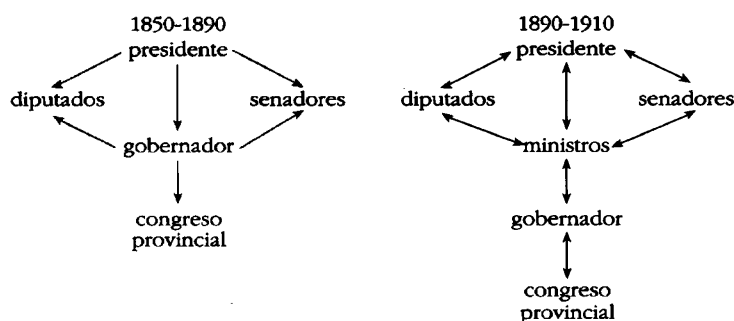 1850-1890
presidente
diputados
senadores
gobernador
congreso
provincial
1890-1910
presidente
diputados
senadores
ministros
gobernador
congreso
provincial